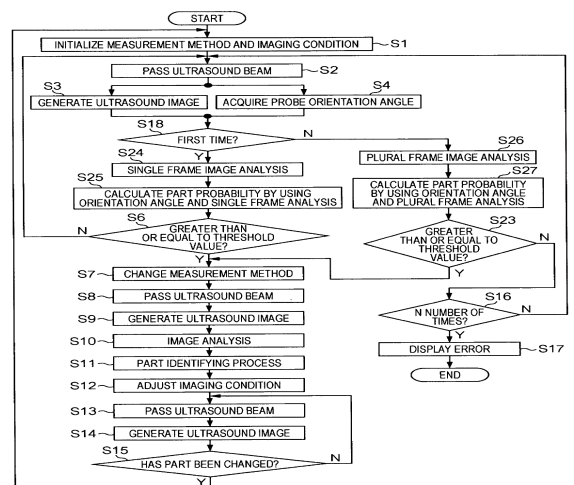 START
INITIALIZE MEASUREMENT METHOD AND IMAGING CONDITION
S1
PASS ULTRASOUND BEAM
S2
S3
GENERATE ULTRASOUND IMAGE
S4
ACQUIRE PROBE ORIENTATION ANGLE
S18
FIRST TIME?
N
Y
S24
SINGLE FRAME IMAGE ANALYSIS
S26
PLURAL FRAME IMAGE ANALYSIS
S25
CALCULATE PART PROBABILITY BY USING
ORIENTATION ANGLE AND SINGLE FRAME ANALYSIS
S27
CALCULATE PART PROBABILITY
BY USING ORIENTATION ANGLE
AND PLURAL FRAME ANALYSIS
S6
GREATER THAN
OR EQUAL TO THRESHOLD
VALUE?
N
Y
S23
GREATER
THAN OR EQUAL TO
THRESHOLD
VALUE?
N
Y
S7
CHANGE MEASUREMENT METHOD
S8
PASS ULTRASOUND BEAM
S9
GENERATE ULTRASOUND IMAGE
S16
N NUMBER OF
TIMES?
N
Y
S10
IMAGE ANALYSIS
DISPLAY ERROR
S17
S11
PART IDENTIFYING PROCESS
END
S12
ADJUST IMAGING CONDITION
S13
PASS ULTRASOUND BEAM
S14
GENERATE ULTRASOUND IMAGE
S15
HAS PART BEEN CHANGED?
N
Y